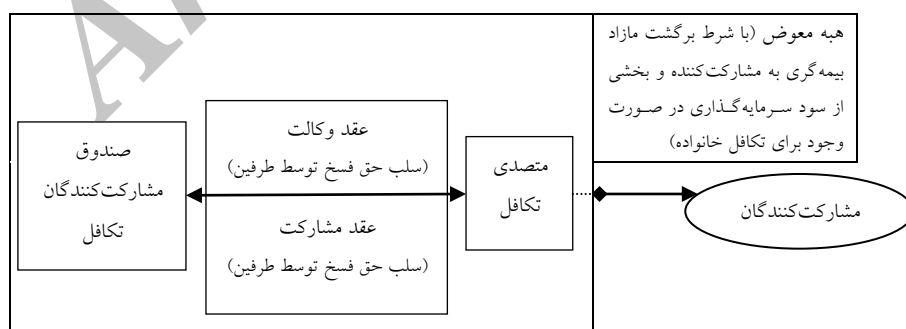 هبه معوض (با شرط برگشت مازاد
بیمه‌گری به مشارکت‌کننده و بخشی
از سود سرمایه‌گذاری در صورت
وجود برای تکافل خانواده)
مشارکت‌کنندگان
متصدی
تکافل
عقد وکالت
(سلب حق فسخ توسط طرفین)
عقد مشارکت
(سلب حق فسخ توسط طرفین)
صندوق
مشارکت‌کنندگان
تکافل